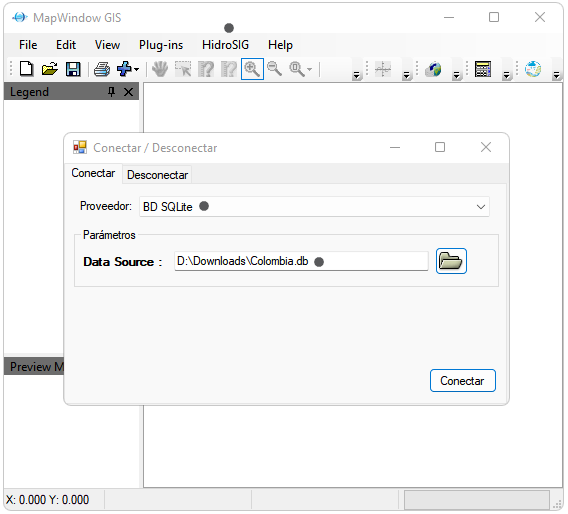 MapWindow GIS
File Edit View Plug-ins HidroSIG Help
Legend
Conectar / Desconectar
Conectar Desconectar
Proveedor: BD SQLite
Parámetros
Data Source : D:\Downloads\Colombia.db
Conectar
Preview M
X: 0.000 Y: 0.000